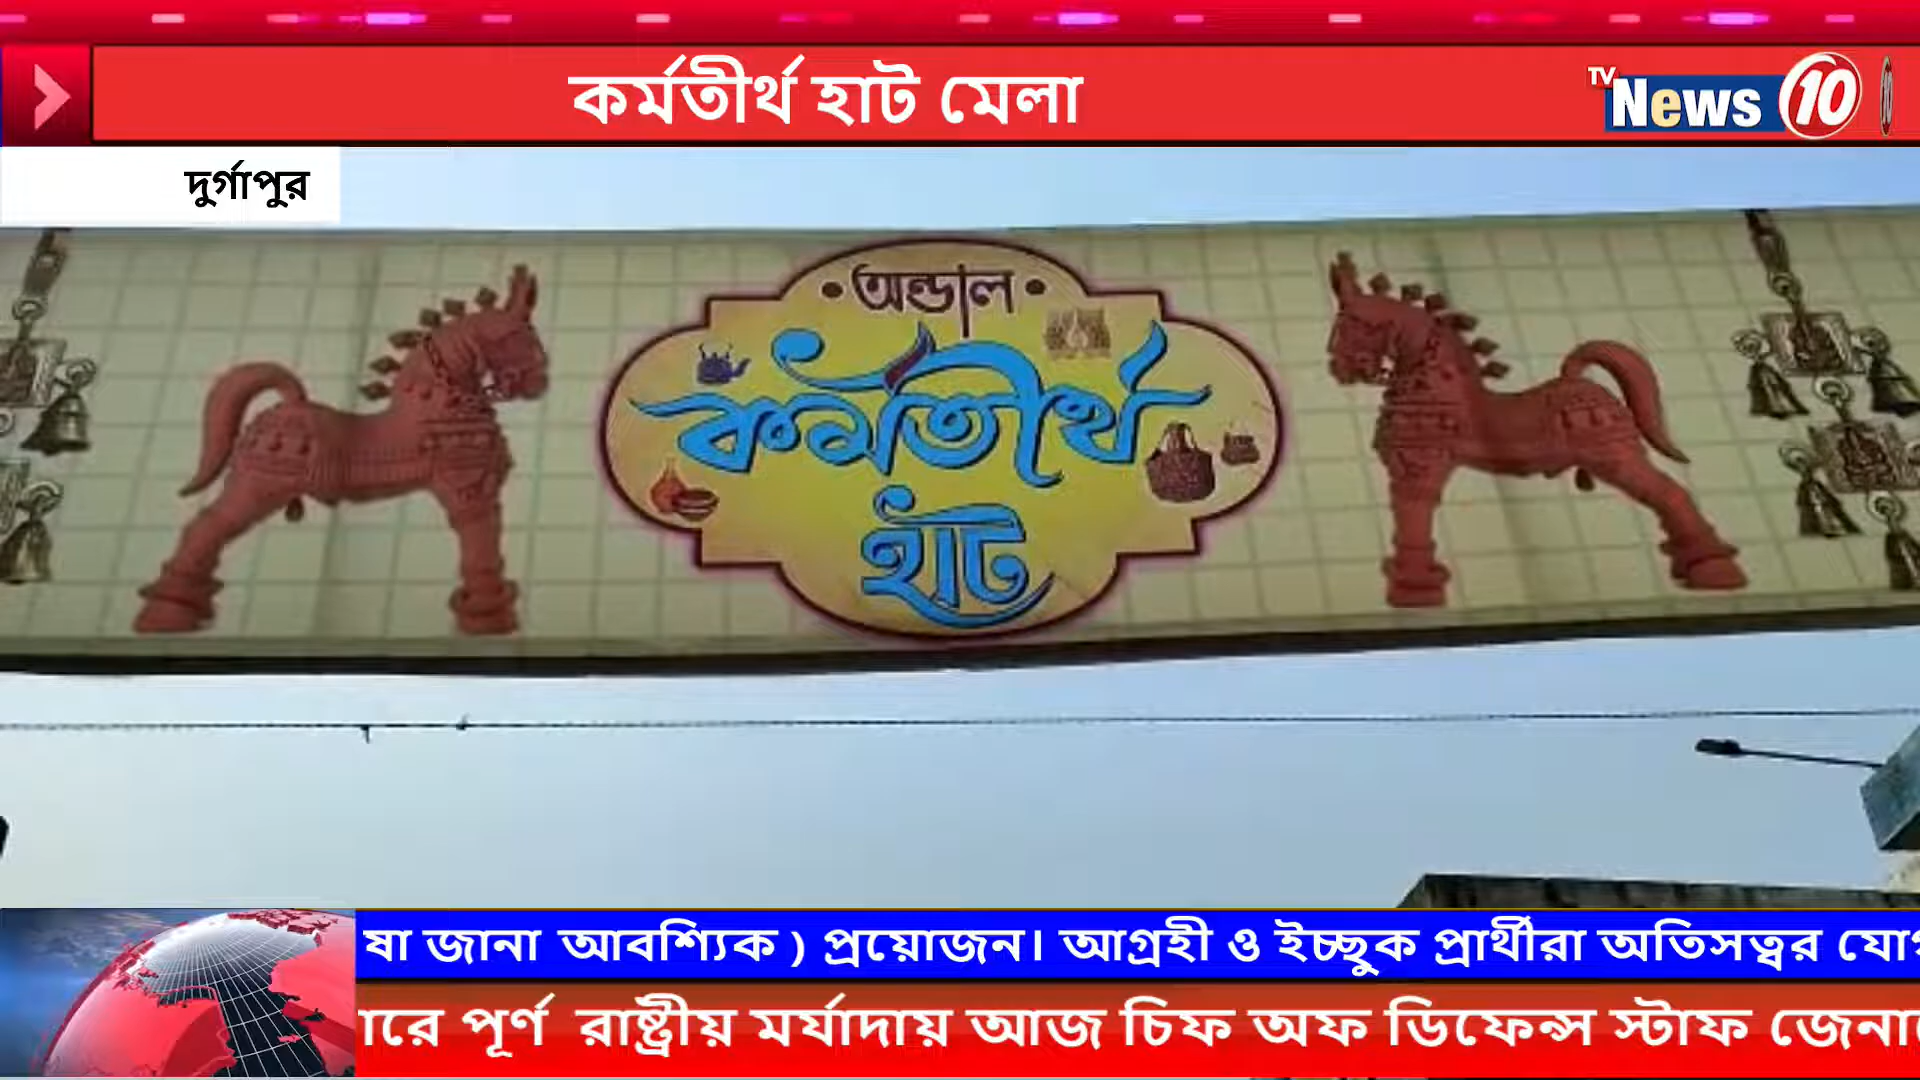 কর্মতীর্থ হাট মেলা
TV News 10
দুর্গাপুর
অন্ডাল
কর্মতীর্থ
হাট
ষা জানা আবশ্যিক ) প্রয়োজন। আগ্রহী ও ইচ্ছুক প্রার্থীরা অতিসত্বর
ারে পূর্ণ রাষ্ট্রীয় মর্যাদায় আজ চিফ অফ ডিফেন্স স্টাফ